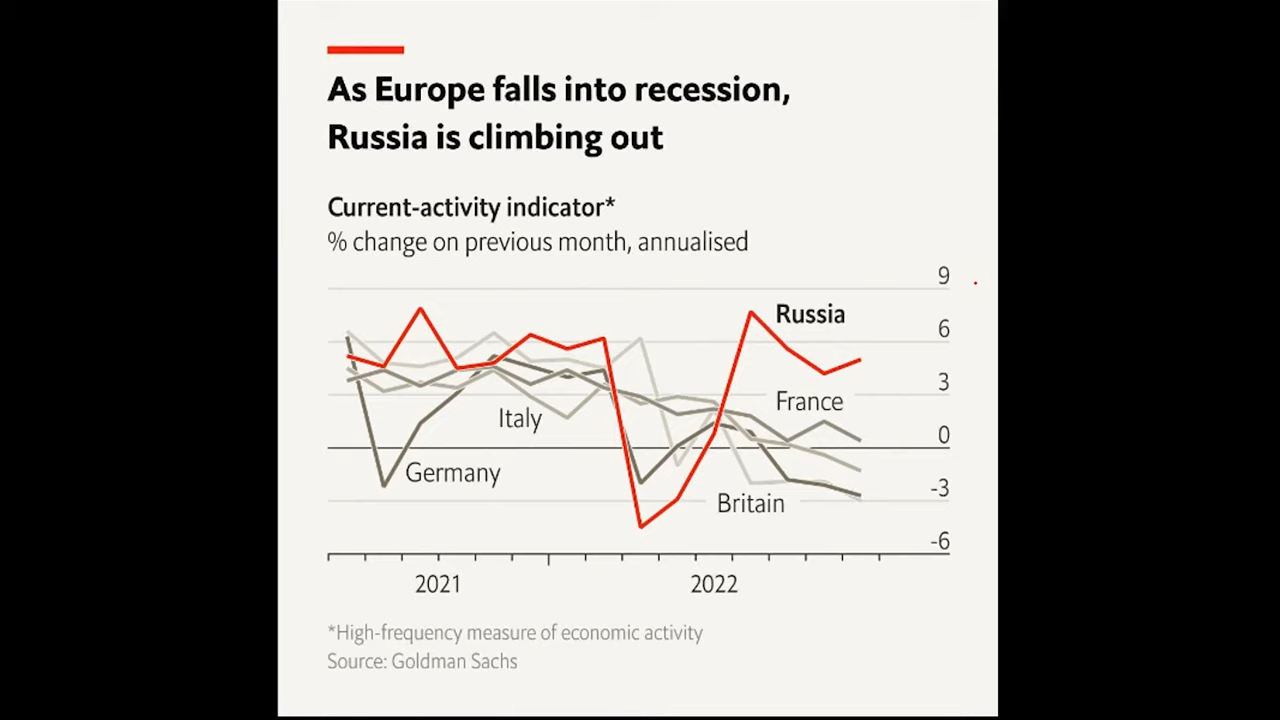 As Europe falls into recession,
Russia is climbing out
Current-activity indicator*
% change on previous month, annualised
9
Russia
6
3
France
Italy
0
Germany
-3
Britain
-6
2021 2022
*High-frequency measure of economic activity
Source: Goldman Sachs